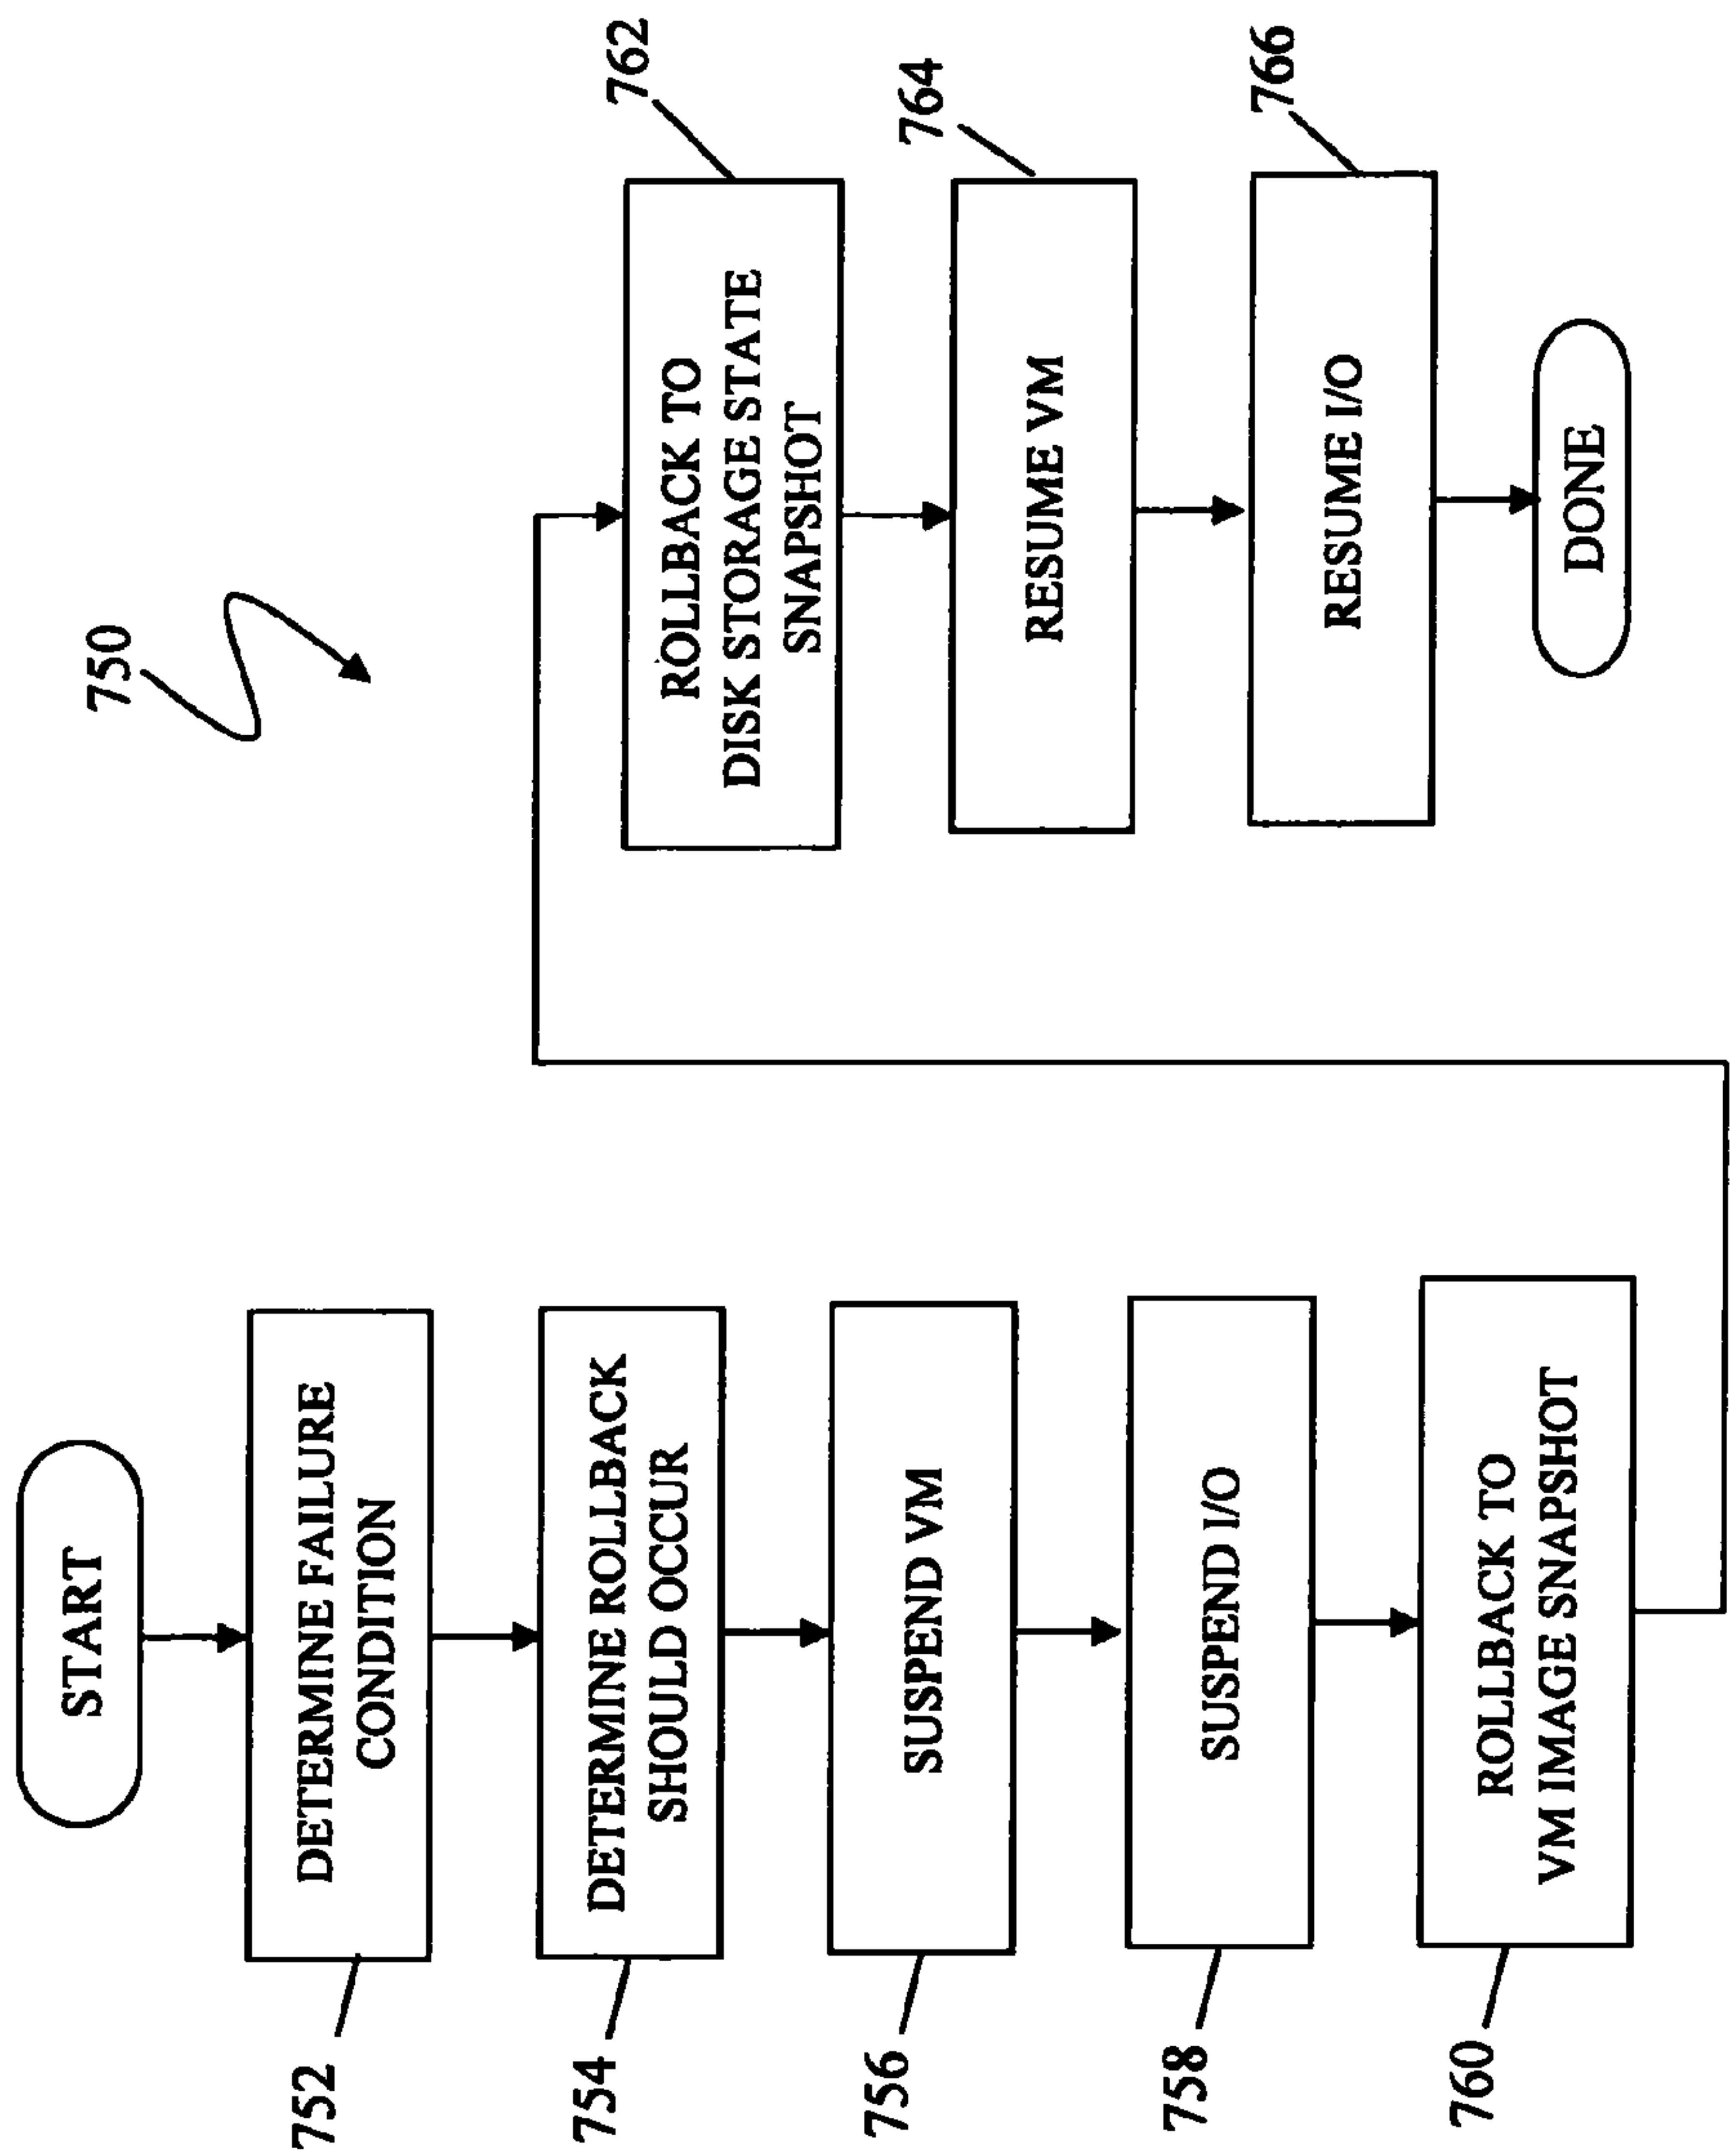 750
START
DETERMINE FAILURE
CONDITION
752
DETERMINE ROLLBACK
SHOULD OCCUR
754
SUSPEND VM
756
SUSPEND I/O
758
ROLLBACK TO
VM IMAGE SNAPSHOT
760
ROLLBACK TO
DISK STORAGE STATE
SNAPSHOT
762
RESUME VM
764
RESUME I/O
766
DONE